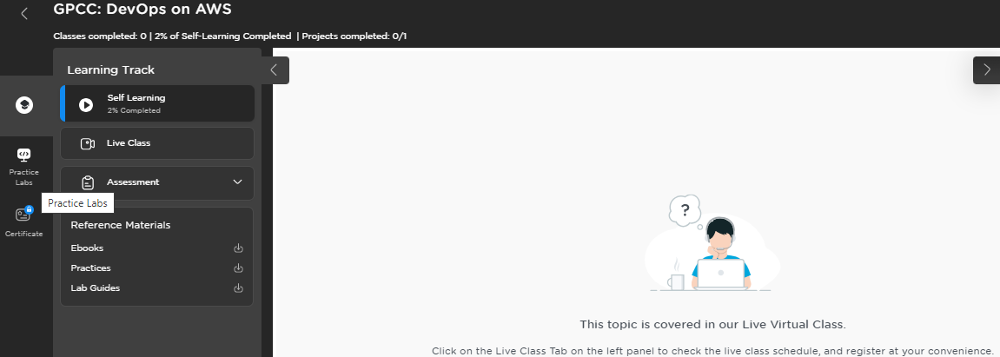 GPCC: DevOps on AWS
Classes completed: 0 | 2% of Self-Learning Completed | Projects completed: 0/1
Learning Track
Self Learning
2% Completed
Live Class
Practice
Labs
Assessment
Practice Labs
Certificate
Reference Materials
Ebooks
Practices
Lab Guides
?
This topic is covered in our Live Virtual Class.
Click on the Live Class Tab on the left panel to check the live class schedule, and register at your convenience.